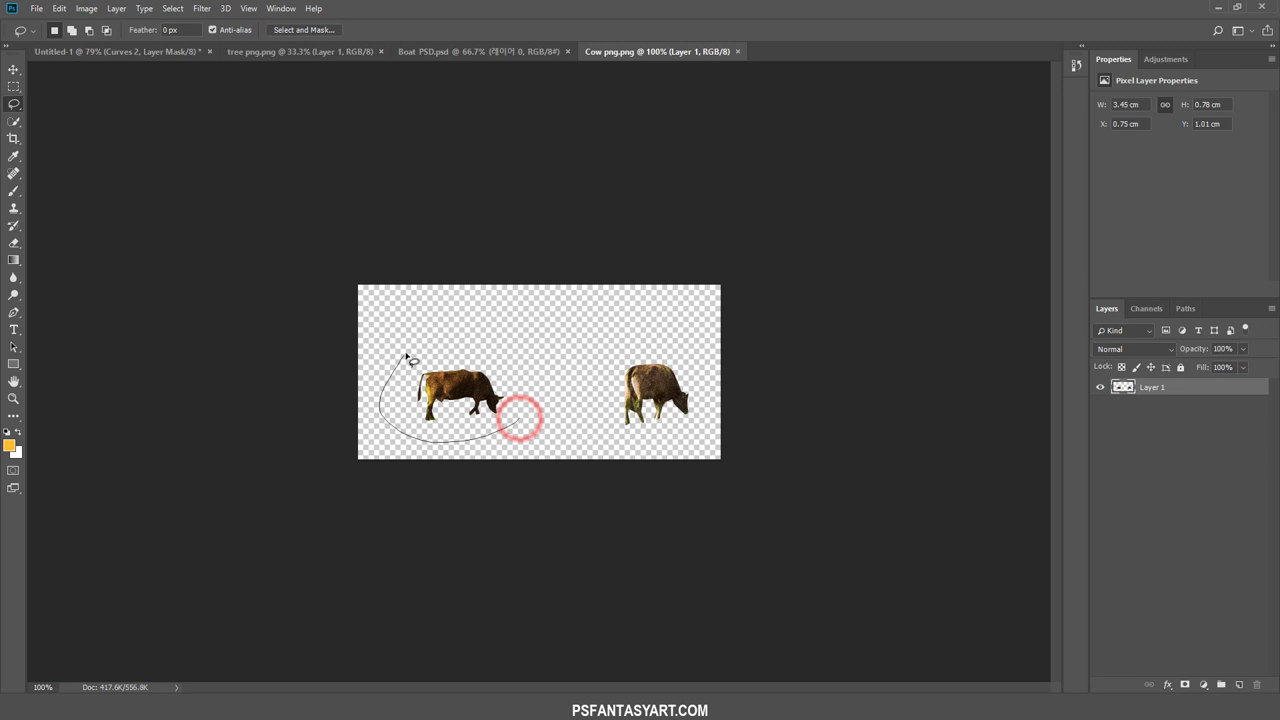 Ps File Edit Image Layer Type Select Filter 3D View Window Help
Feather: 0 px Anti-alias Select and Mask...
Untitled-1 @ 79% (Curves 2, Layer Mask/8) * × tree png.png @ 33.3% (Layer 1, RGB/8) × Boat PSD.psd @ 66.7% (레이어 0, RGB/8#) × Cow png.png @ 100% (Layer 1, RGB/8) ×
Properties Adjustments
Pixel Layer Properties
W: 3.45 cm H: 0.78 cm
X: 0.75 cm Y: 1.01 cm
Layers Channels Paths
Kind
Normal Opacity: 100%
Lock: Fill: 100%
Layer 1
100% Doc: 417.6K/556.8K
PSFANTASYART.COM